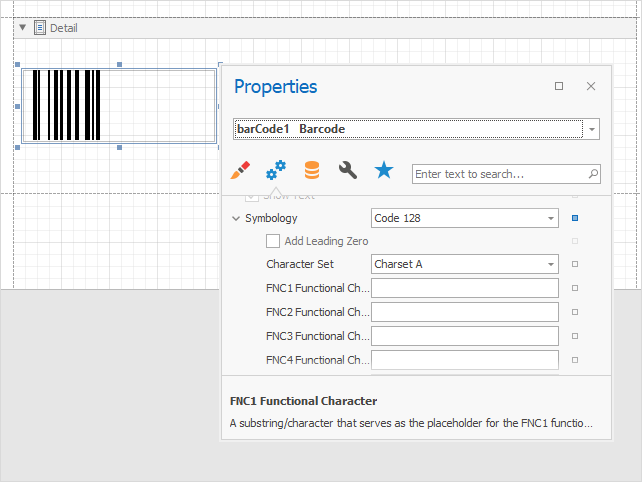 Detail
Properties
barCode1 Barcode
Enter text to search...
Show Text
Symbology
Code 128
Add Leading Zero
Character Set
Charset A
FNC1 Functional Ch...
FNC2 Functional Ch...
FNC3 Functional Ch...
FNC4 Functional Ch...
FNC1 Functional Character
A substring/character that serves as the placeholder for the FNC1 functio...